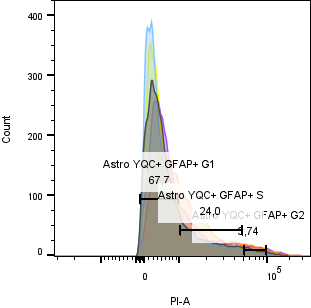 400
300
200
100
0
Count
Astro YQC+ GFAP+ G1
67,7
Astro YQC+ GFAP+ S
24,0
Astro YQC+ GFAP+ G2
5,74
0
10^5
PI-A